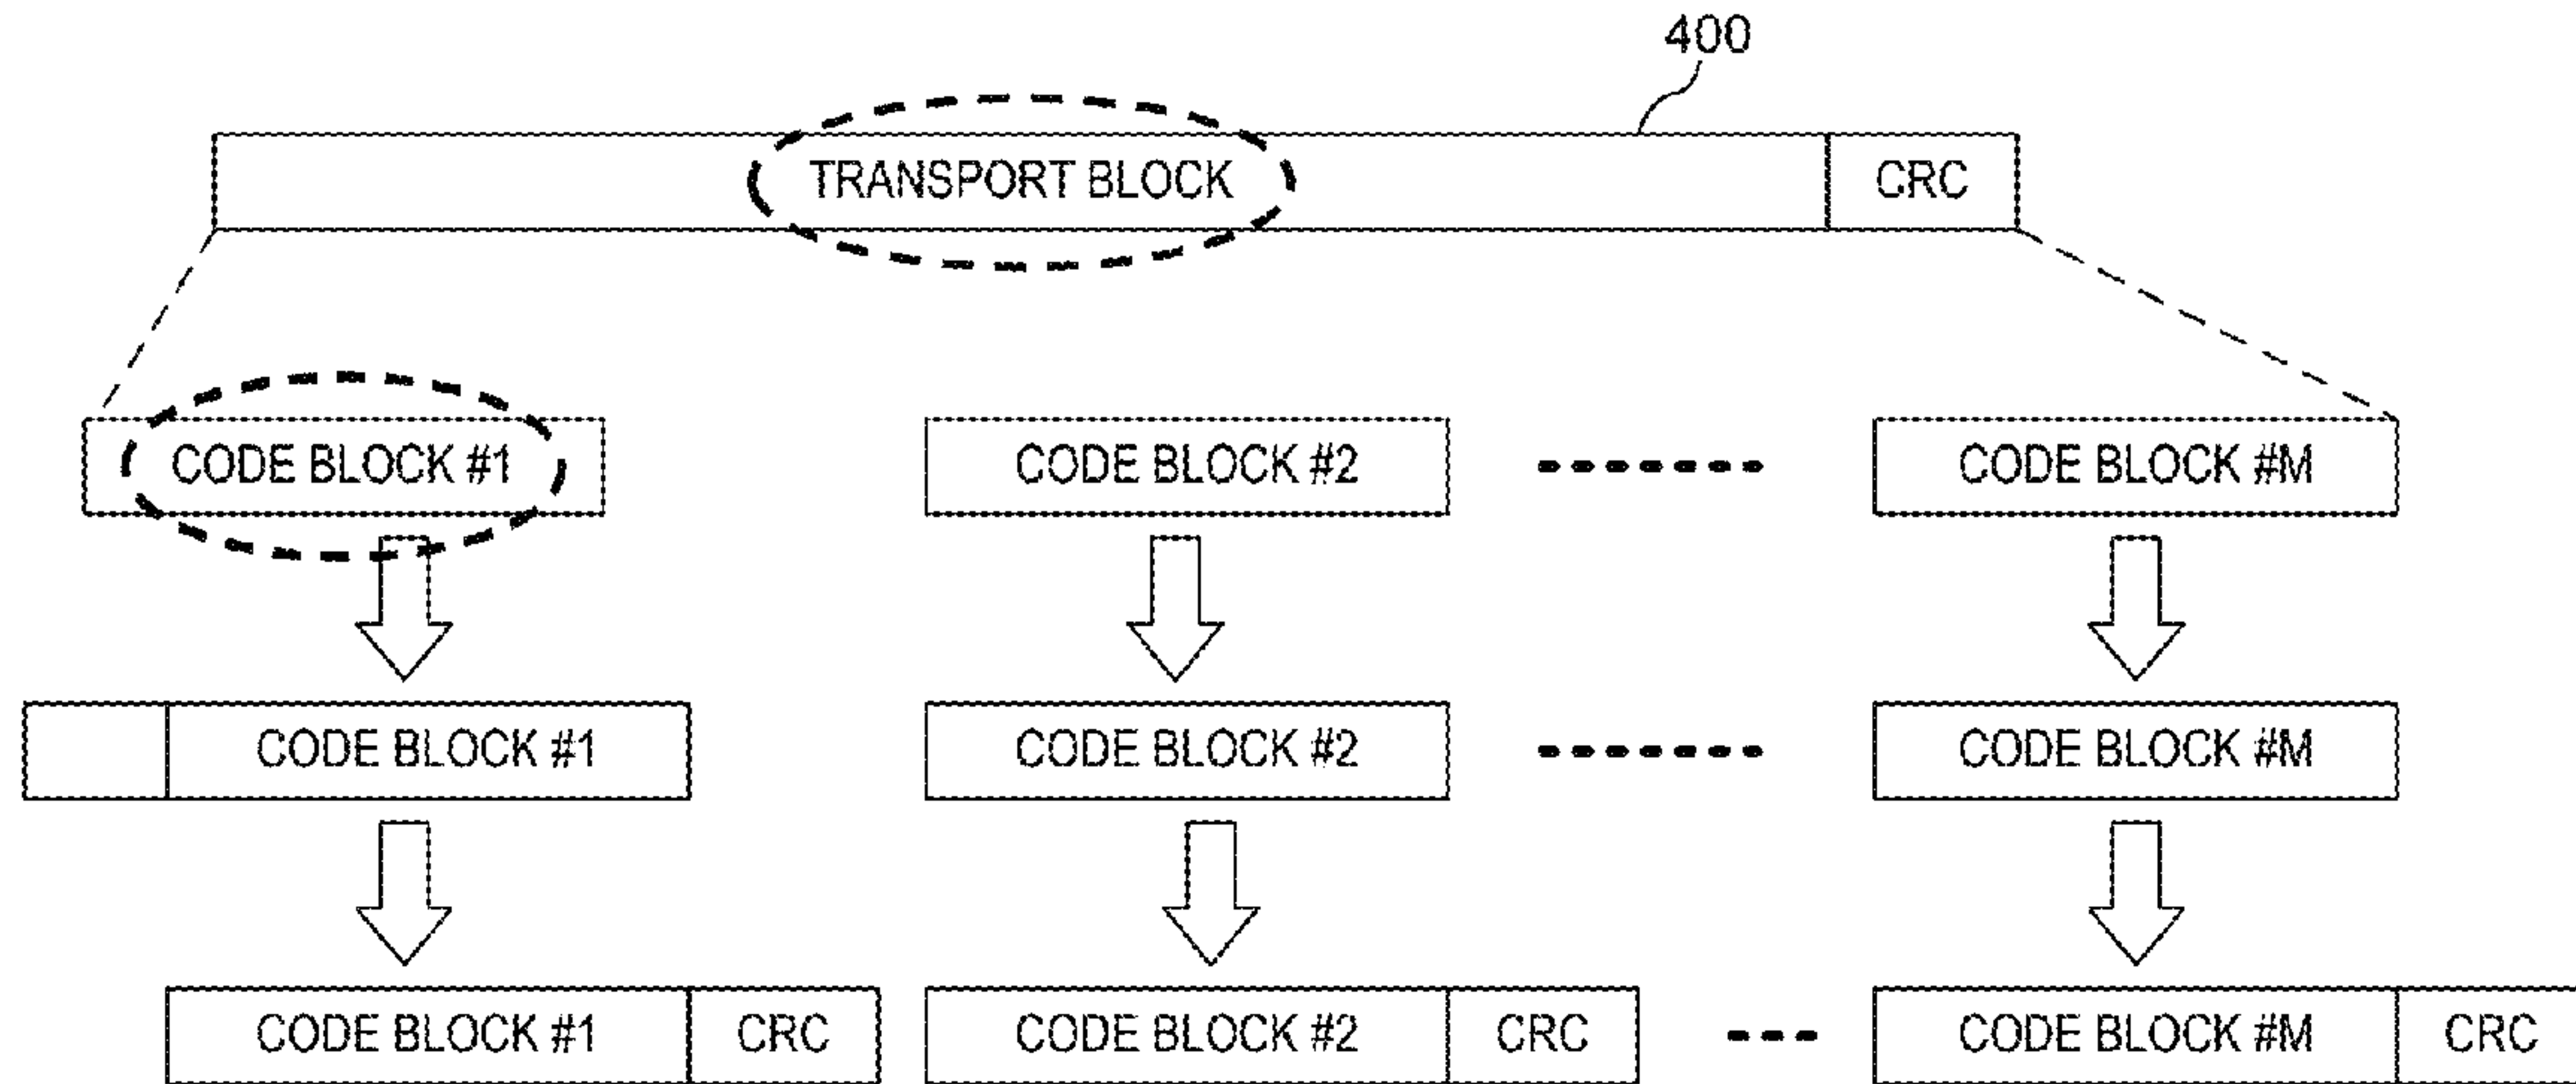 400
TRANSPORT BLOCK CRC
CODE BLOCK #1 CODE BLOCK #2 CODE BLOCK #M
CODE BLOCK #1 CODE BLOCK #2 CODE BLOCK #M
CODE BLOCK #1 CRC CODE BLOCK #2 CRC CODE BLOCK #M CRC